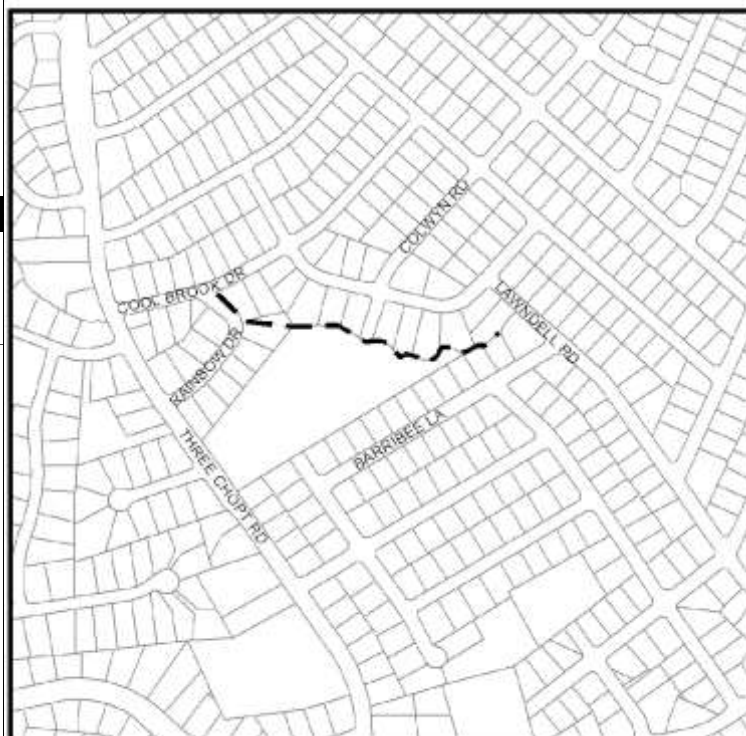 COLWYN RD
COOL BROOK DR
LAWNDELL RD
RAINBOW DR
BARRIBEE LA
THREE CHOPT RD